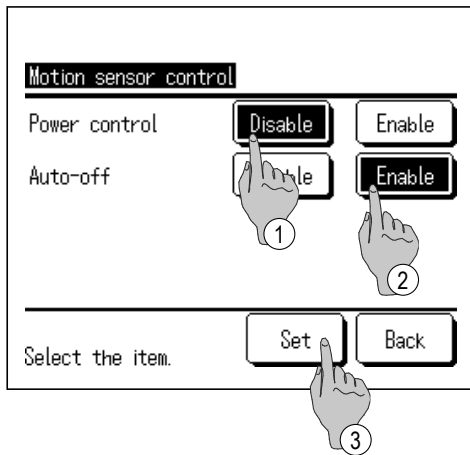 Motion sensor control
Power control Disable Enable
Auto-off Enable
1
2
Select the item. Set Back
3